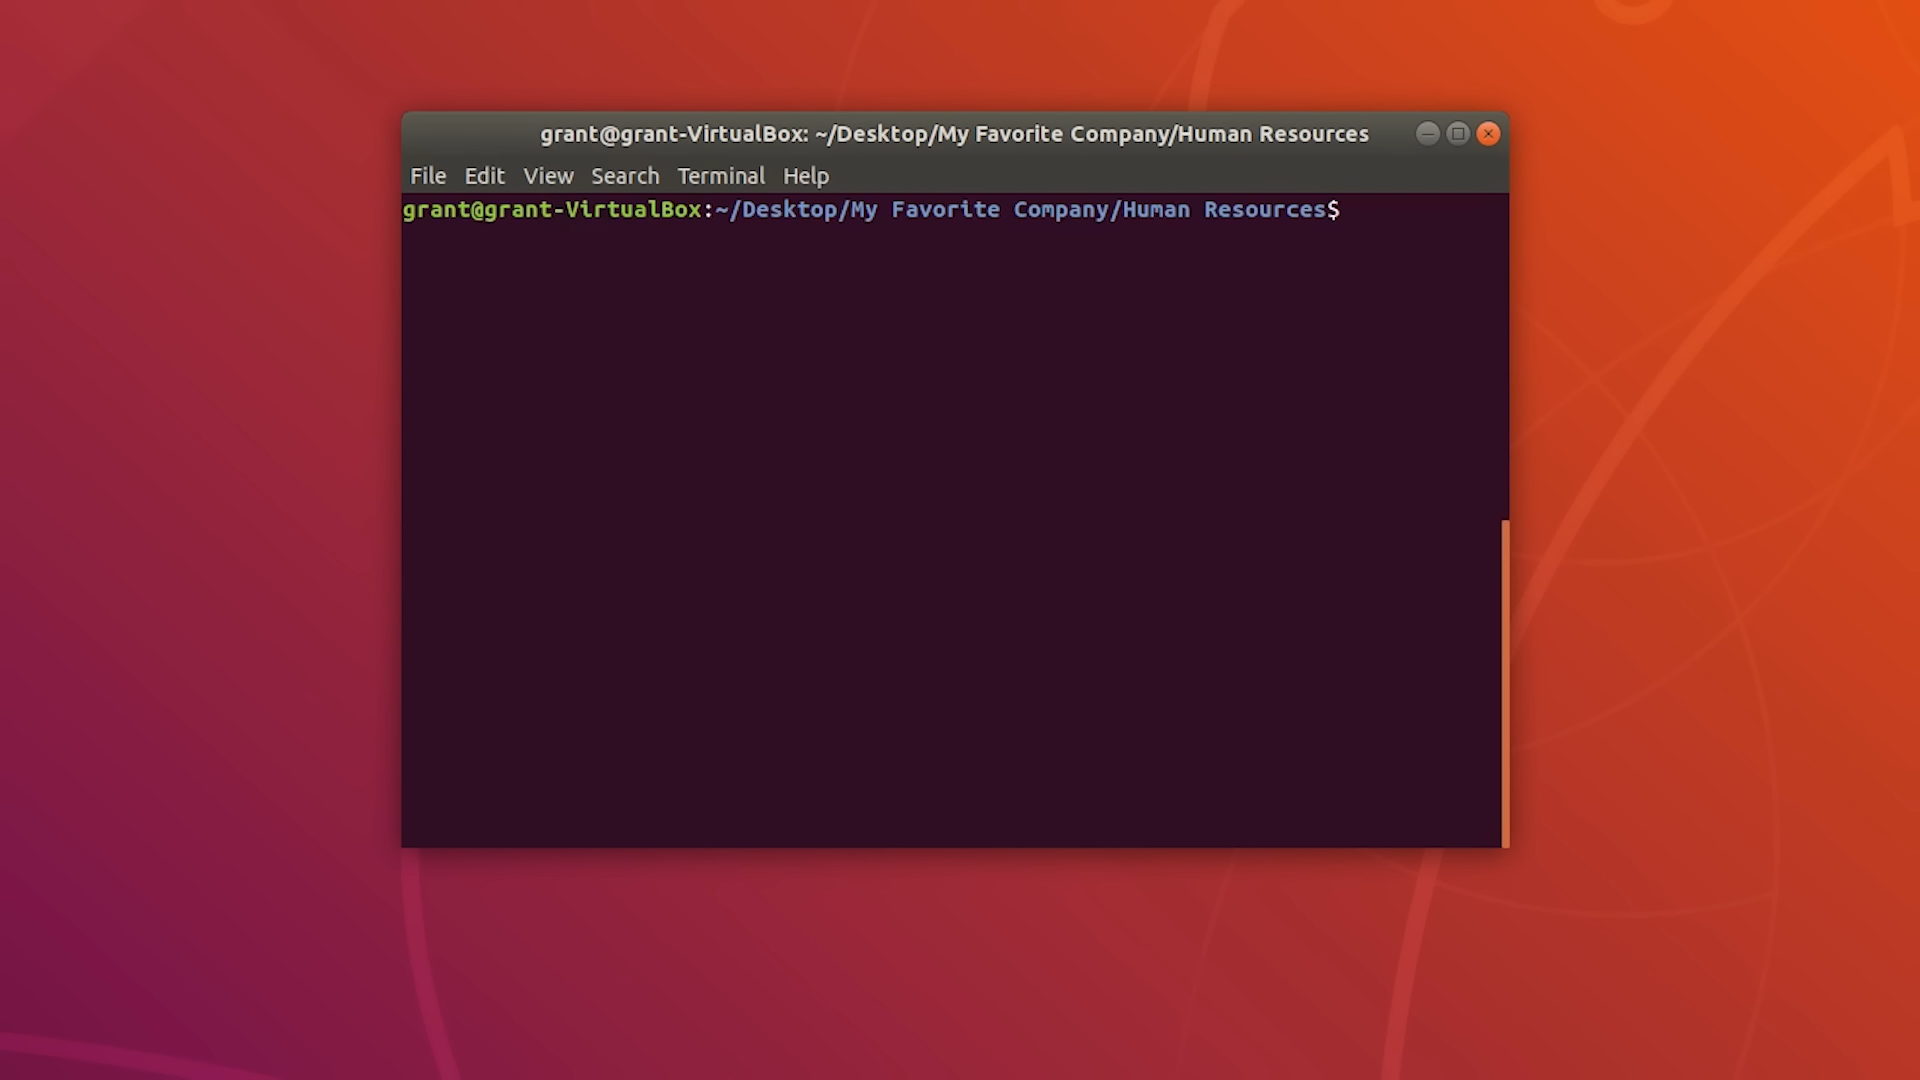 grant@grant-VirtualBox: ~/Desktop/My Favorite Company/Human Resources
File Edit View Search Terminal Help
grant@grant-VirtualBox:~/Desktop/My Favorite Company/Human Resources$